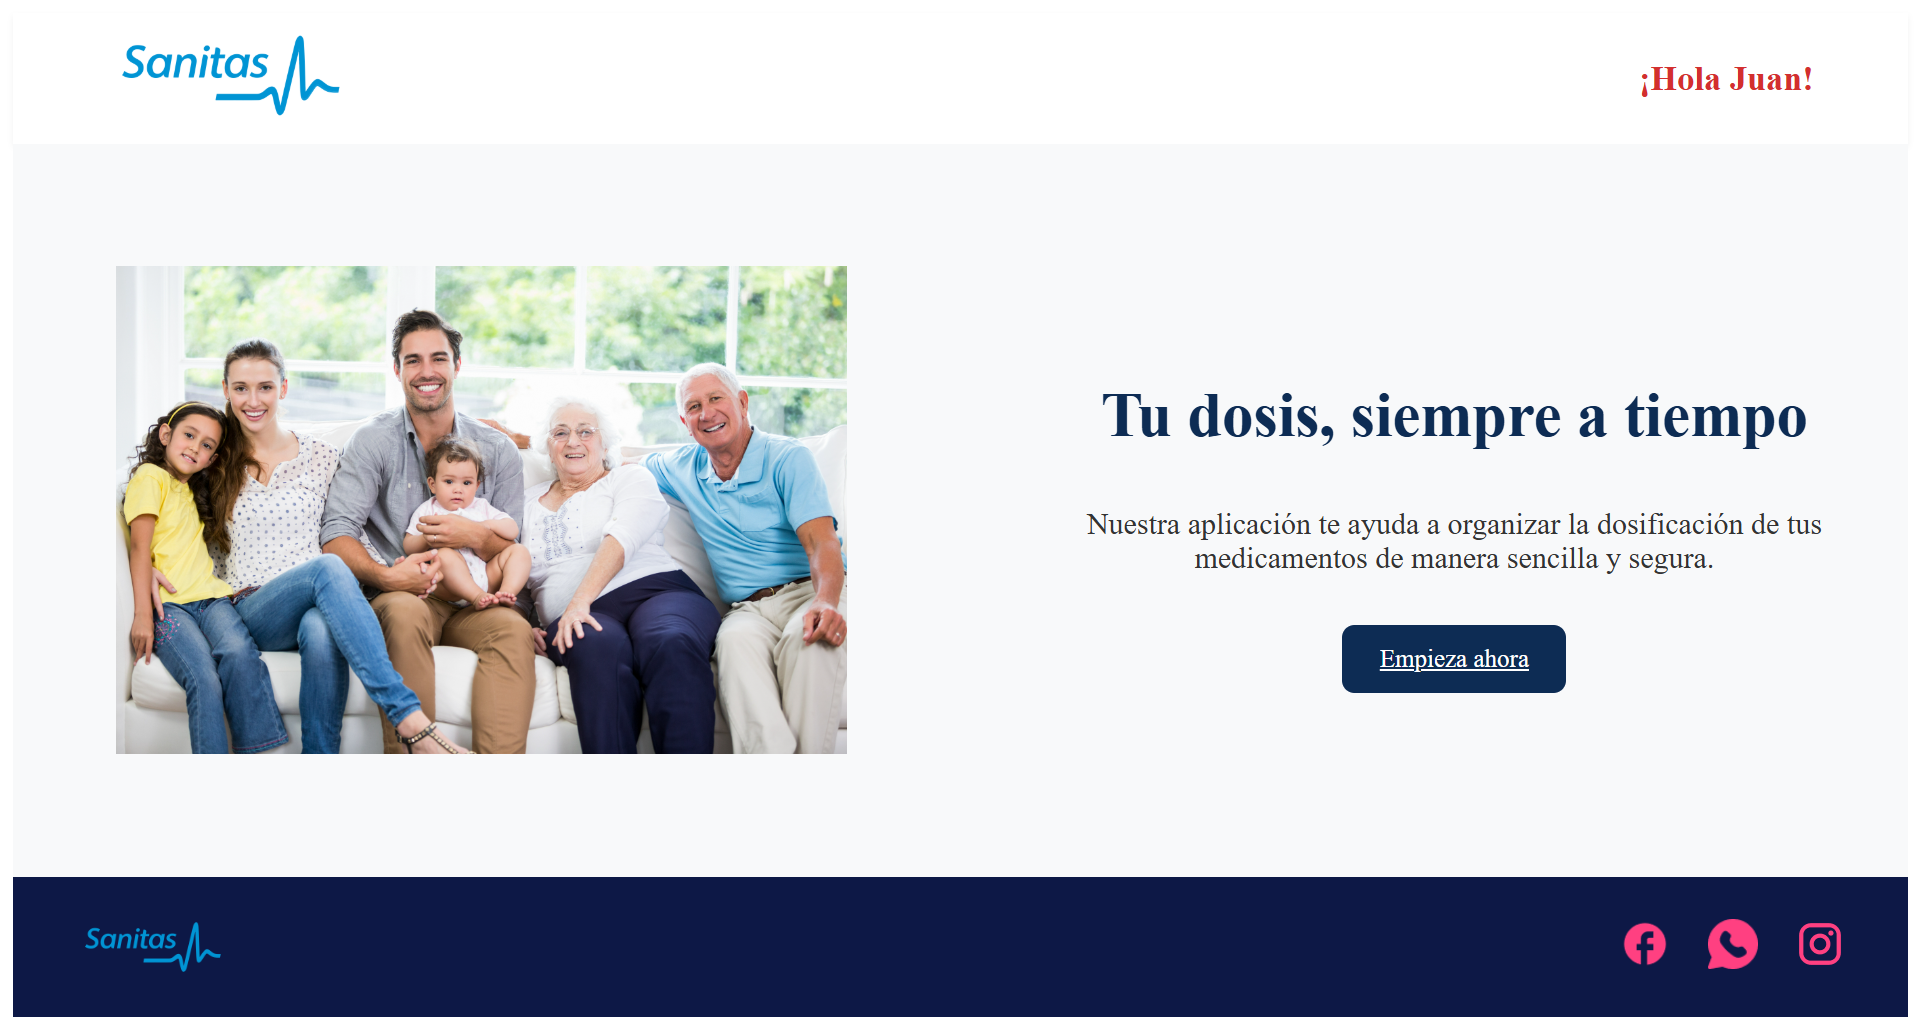 Sanitas
¡Hola Juan!
Tu dosis, siempre a tiempo
Nuestra aplicación te ayuda a organizar la dosificación de tus
medicamentos de manera sencilla y segura.
Empieza ahora
Sanitas